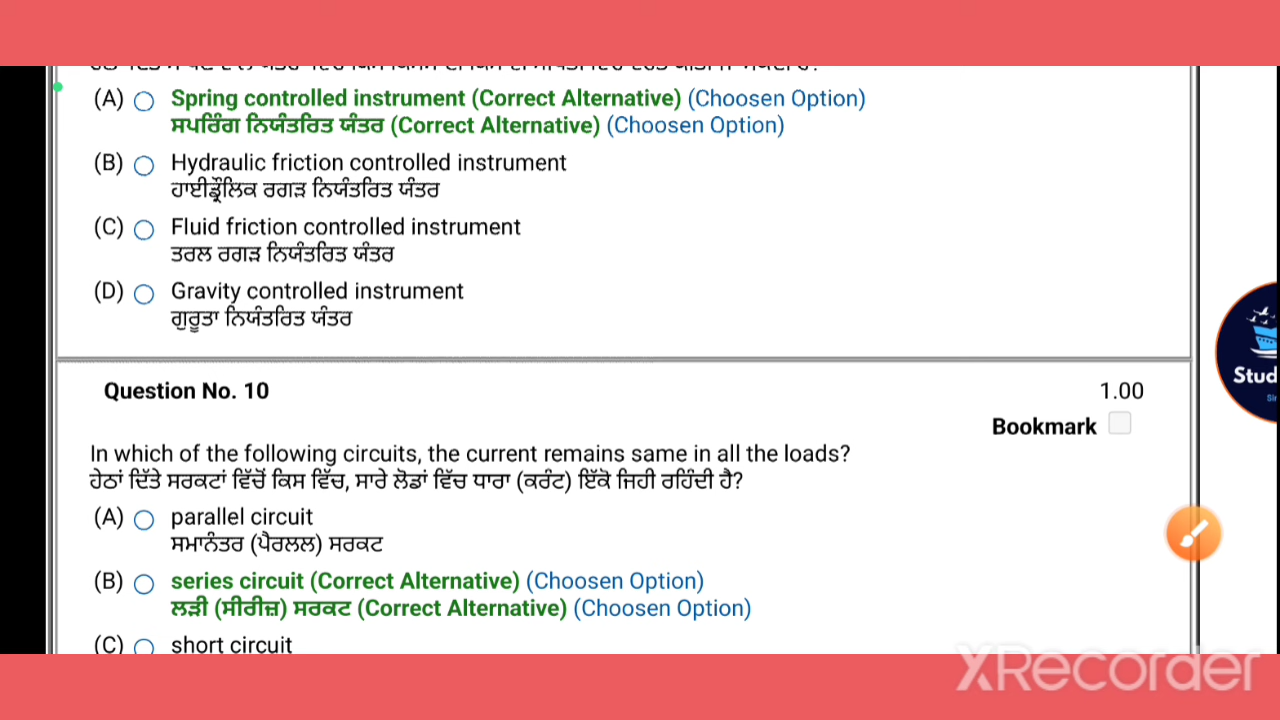 (A) Spring controlled instrument (Correct Alternative) (Choosen Option)
ਸਪਰਿੰਗ ਨਿਯੰਤਰਿਤ ਯੰਤਰ (Correct Alternative) (Choosen Option)
(B) Hydraulic friction controlled instrument
ਹਾਈਡ੍ਰੌਲਿਕ ਰਗੜ ਨਿਯੰਤਰਿਤ ਯੰਤਰ
(C) Fluid friction controlled instrument
ਤਰਲ ਰਗੜ ਨਿਯੰਤਰਿਤ ਯੰਤਰ
(D) Gravity controlled instrument
ਗੁਰੂਤਾ ਨਿਯੰਤਰਿਤ ਯੰਤਰ
Stud
Question No. 10 1.00
Bookmark
In which of the following circuits, the current remains same in all the loads?
ਹੇਠਾਂ ਦਿੱਤੇ ਸਰਕਟਾਂ ਵਿੱਚੋਂ ਕਿਸ ਵਿੱਚ, ਸਾਰੇ ਲੋਡਾਂ ਵਿੱਚ ਧਾਰਾ (ਕਰੰਟ) ਇੱਕੋ ਜਿਹੀ ਰਹਿੰਦੀ ਹੈ?
(A) parallel circuit
ਸਮਾਨੰਤਰ (ਪੈਰਲਲ) ਸਰਕਟ
(B) series circuit (Correct Alternative) (Choosen Option)
ਲੜੀ (ਸੀਰੀਜ਼) ਸਰਕਟ (Correct Alternative) (Choosen Option)
(C) short circuit
XRecorder